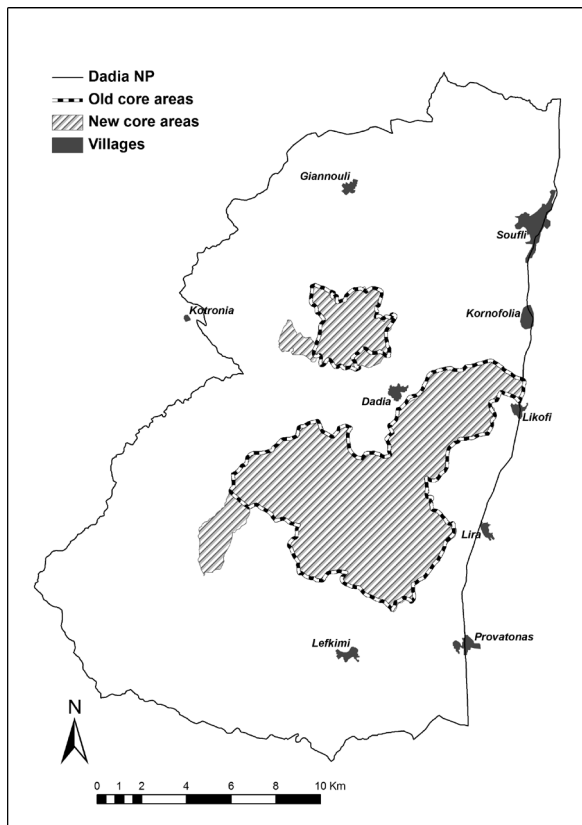 Dadia NP
Old core areas
New core areas
Villages
Giannouli
Soufli
Kotronia
Kornofolia
Dadia
Likofi
Lira
Lefkimi
Provatonas
N
0 1 2 4 6 8 10 Km